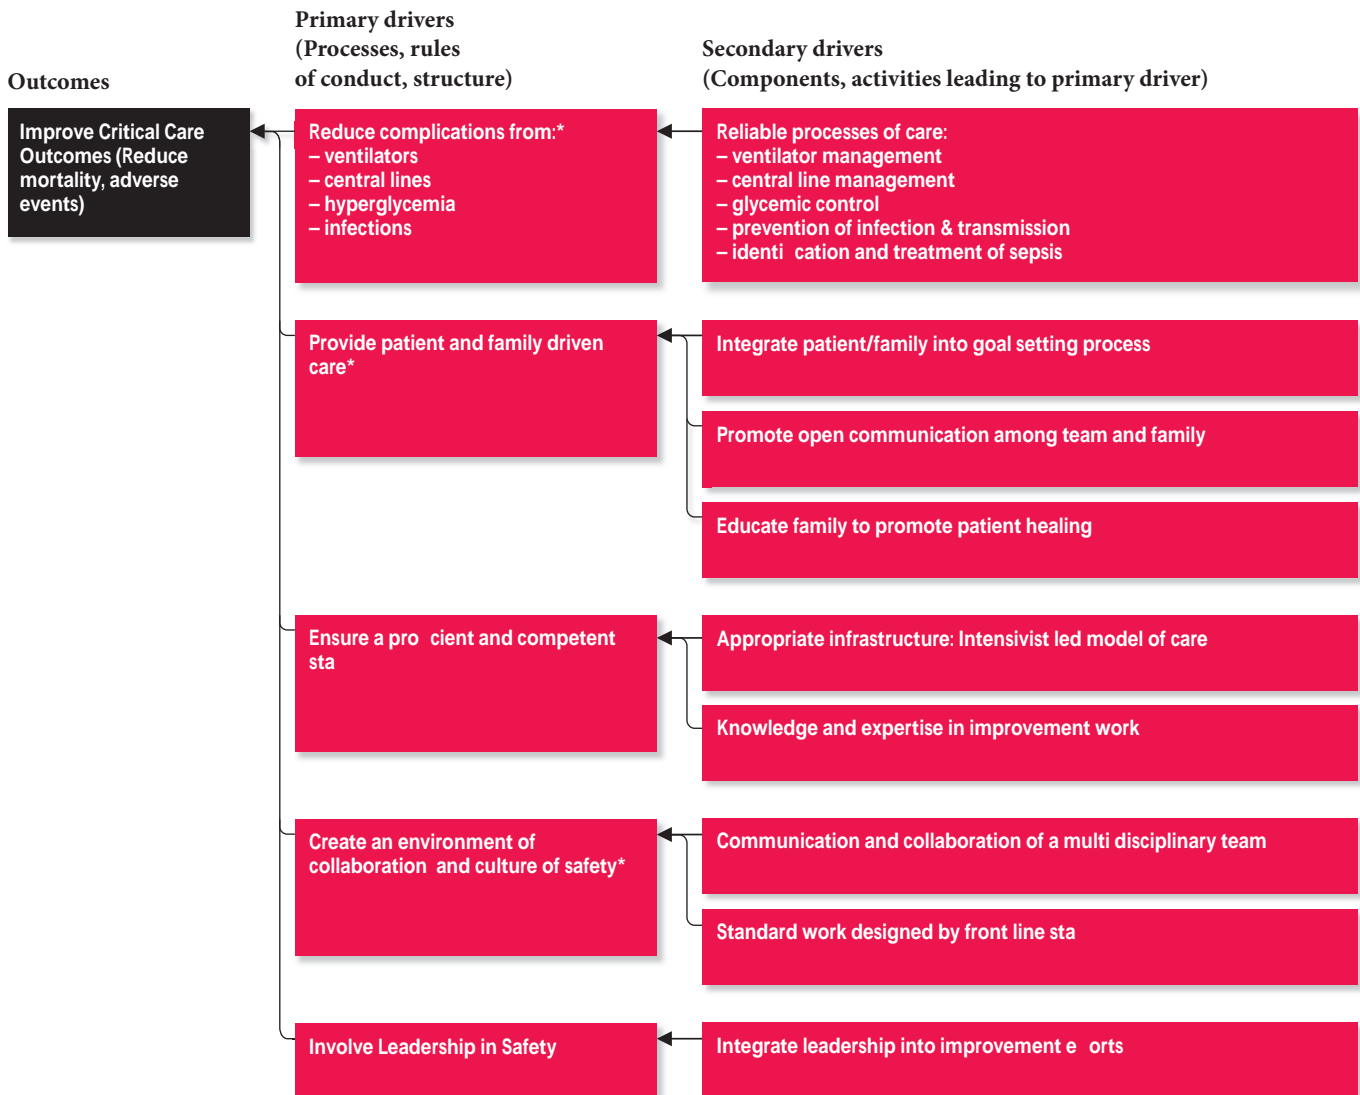 Primary drivers
(Processes, rules
of conduct, structure)
Secondary drivers
(Components, activities leading to primary driver)
Outcomes
Improve Critical Care
Outcomes (Reduce
mortality, adverse
events)
Reduce complications from:*
– ventilators
– central lines
– hyperglycemia
– infections
Reliable processes of care:
– ventilator management
– central line management
– glycemic control
– prevention of infection & transmission
– identi cation and treatment of sepsis
Provide patient and family driven
care*
Integrate patient/family into goal setting process
Promote open communication among team and family
Educate family to promote patient healing
Ensure a pro cient and competent
sta
Appropriate infrastructure: Intensivist led model of care
Knowledge and expertise in improvement work
Create an environment of
collaboration and culture of safety*
Communication and collaboration of a multi disciplinary team
Standard work designed by front line sta
Involve Leadership in Safety
Integrate leadership into improvement e orts